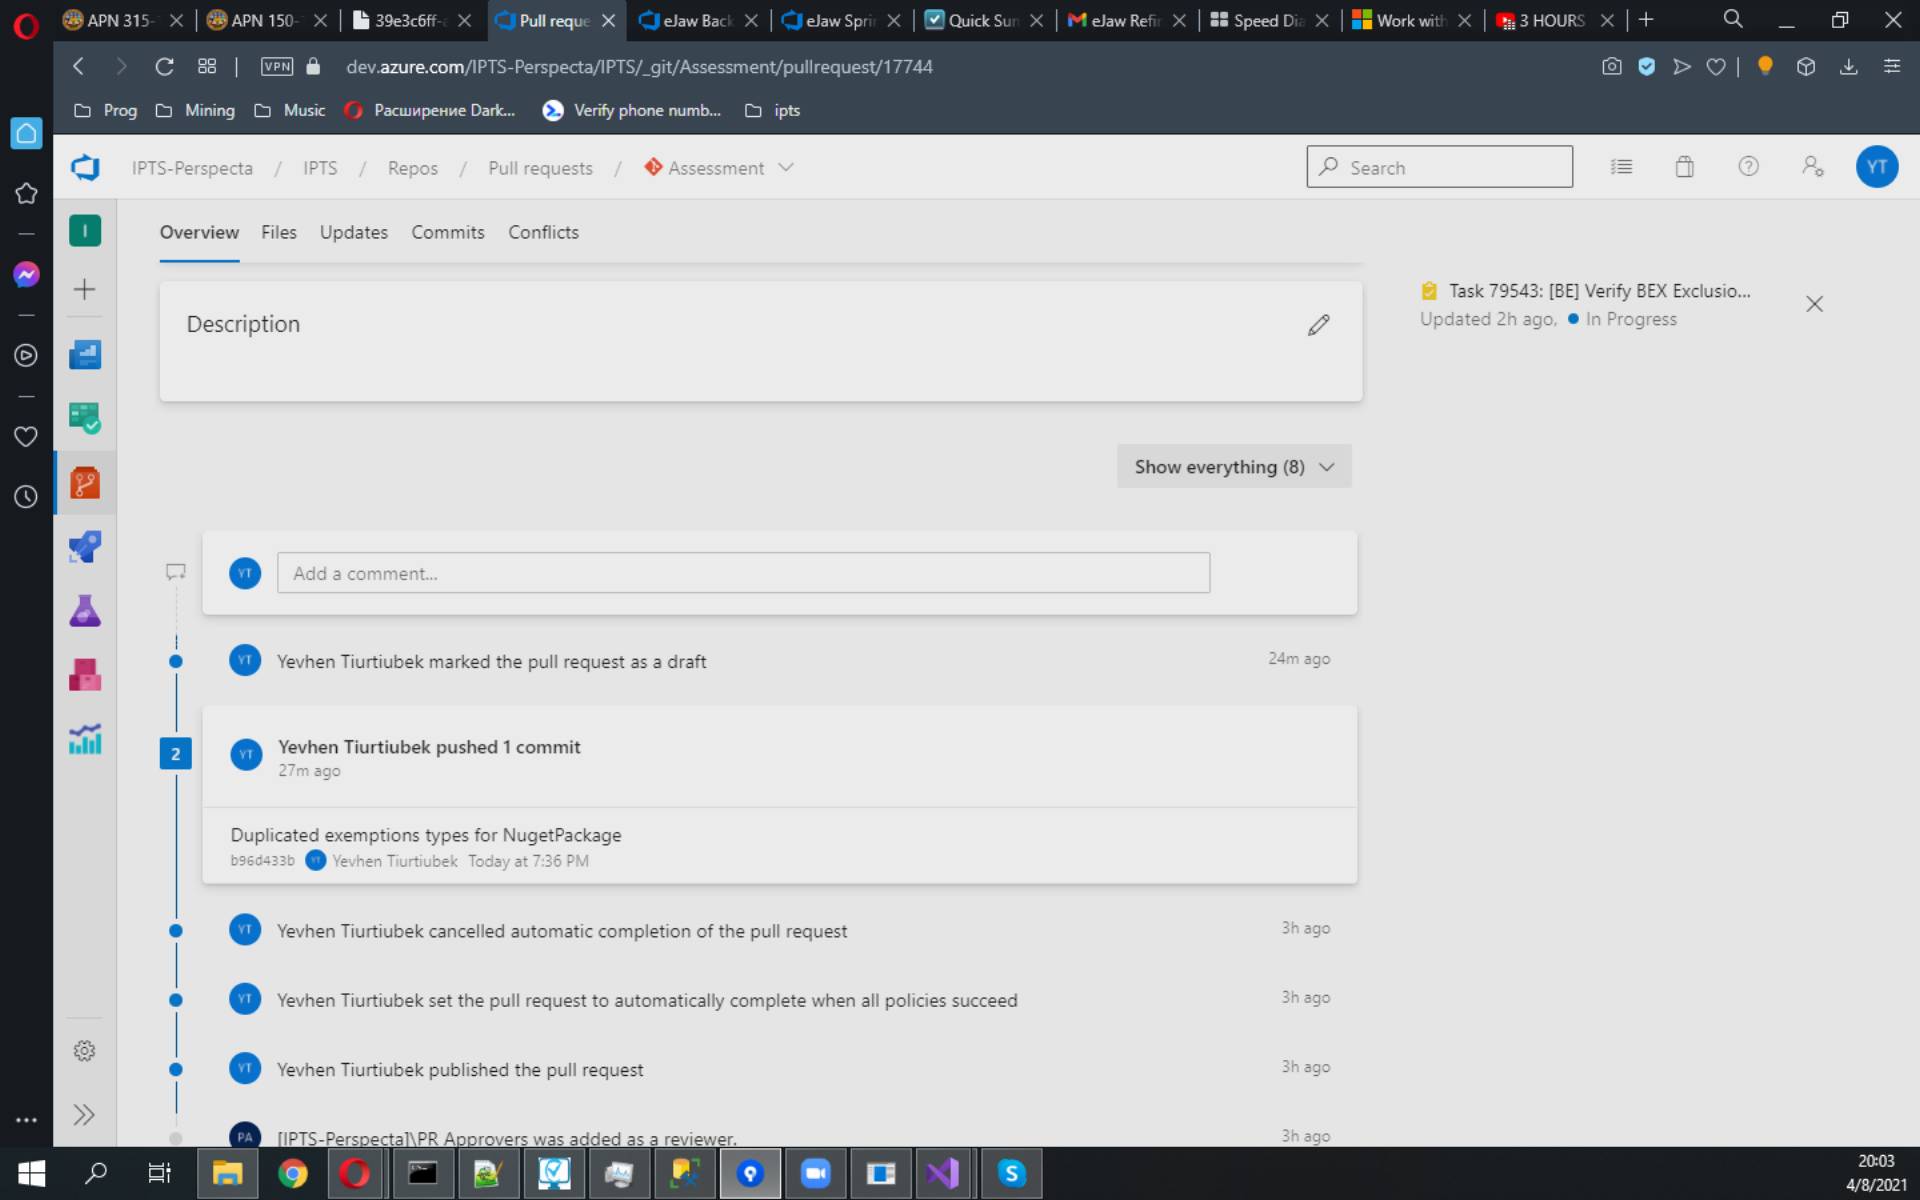 APN 315-
APN 150-
39e3c6ff-a
Pull reque
eJaw Back
eJaw Sprin
Quick Sum
eJaw Refin
Speed Dia
Work with
3 HOURS
VPN
dev.azure.com/IPTS-Perspecta/IPTS/_git/Assessment/pullrequest/17744
Prog
Mining
Music
Расширение Dark...
Verify phone numb...
ipts
IPTS-Perspecta / IPTS / Repos / Pull requests / Assessment
Search
YT
I
Overview
Files
Updates
Commits
Conflicts
Description
Task 79543: [BE] Verify BEX Exclusio...
Updated 2h ago, In Progress
Show everything (8)
YT
Add a comment...
YT
Yevhen Tiurtiubek marked the pull request as a draft
24m ago
2
YT
Yevhen Tiurtiubek pushed 1 commit
27m ago
Duplicated exemptions types for NugetPackage
b96d433b YT Yevhen Tiurtiubek Today at 7:36 PM
YT
Yevhen Tiurtiubek cancelled automatic completion of the pull request
3h ago
YT
Yevhen Tiurtiubek set the pull request to automatically complete when all policies succeed
3h ago
YT
Yevhen Tiurtiubek published the pull request
3h ago
PA
[IPTS-Perspecta]\PR Approvers was added as a reviewer.
3h ago
20:03
4/8/2021